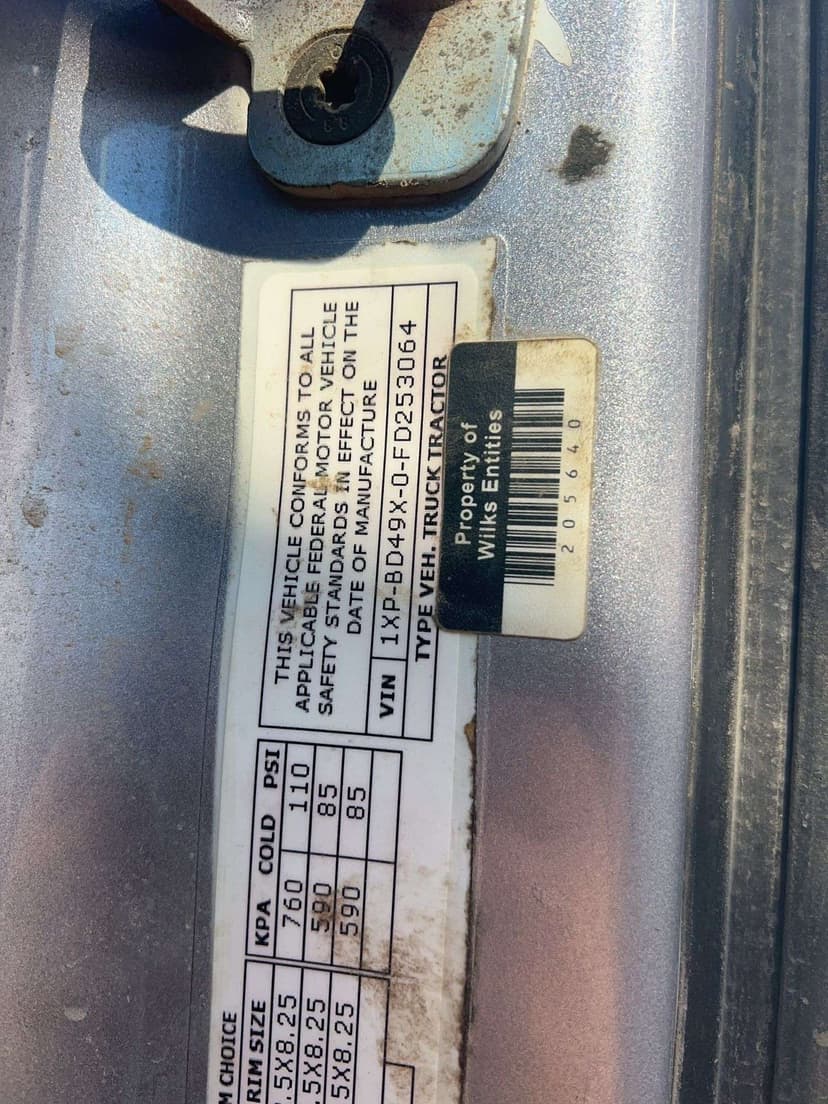 THIS VEHICLE CONFORMS TO ALL
APPLICABLE FEDERAL MOTOR VEHICLE
SAFETY STANDARDS IN EFFECT ON THE
DATE OF MANUFACTURE
VIN 1XP-BD49X-0-FD253064
TYPE VEH. TRUCK TRACTOR
Property of
Wilks Entities
205640
CHOICE
RIM SIZE KPA COLD PSI
.5X8.25 760 110
.5X8.25 590 85
5X8.25 590 85